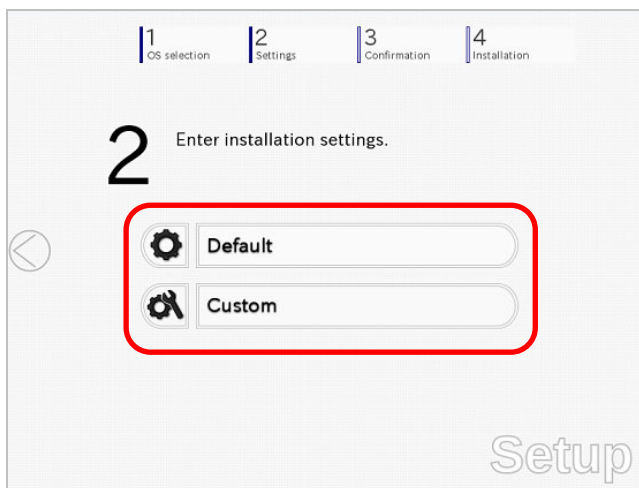 1 2 3 4
OS selection Settings Confirmation Installation
2 Enter installation settings.
Default
Custom
Setup